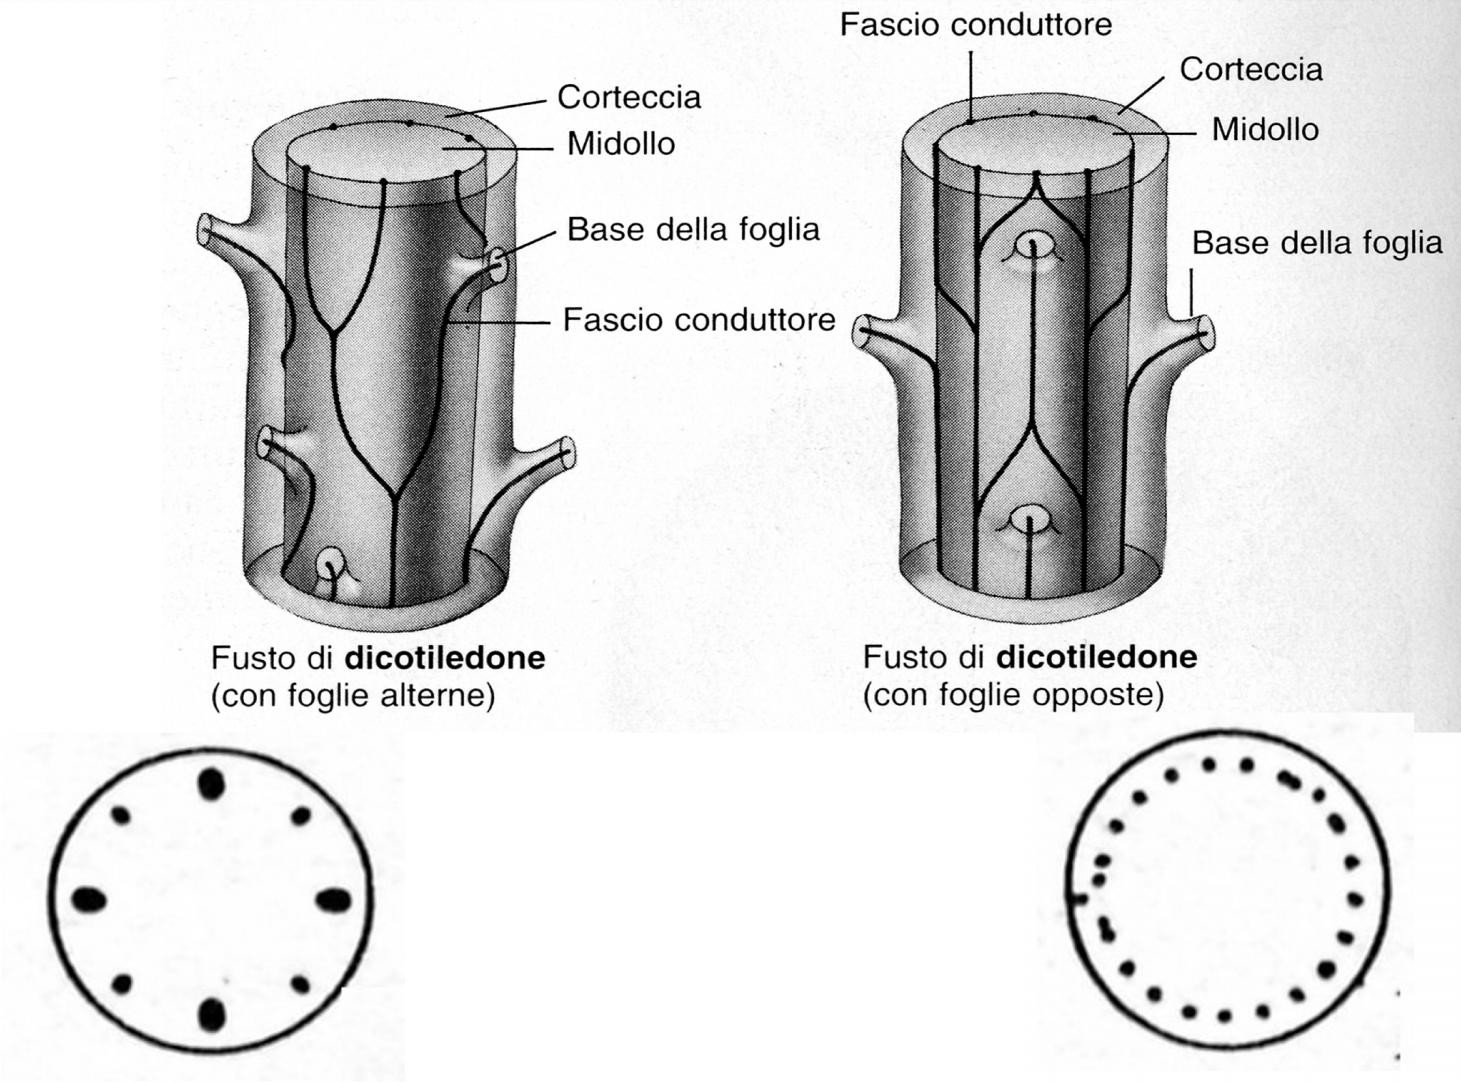 Corteccia
Midollo
Base della foglia
Fascio conduttore
Fusto di dicotiledone
(con foglie alterne)
Fascio conduttore
Corteccia
Midollo
Base della foglia
Fusto di dicotiledone
(con foglie opposte)